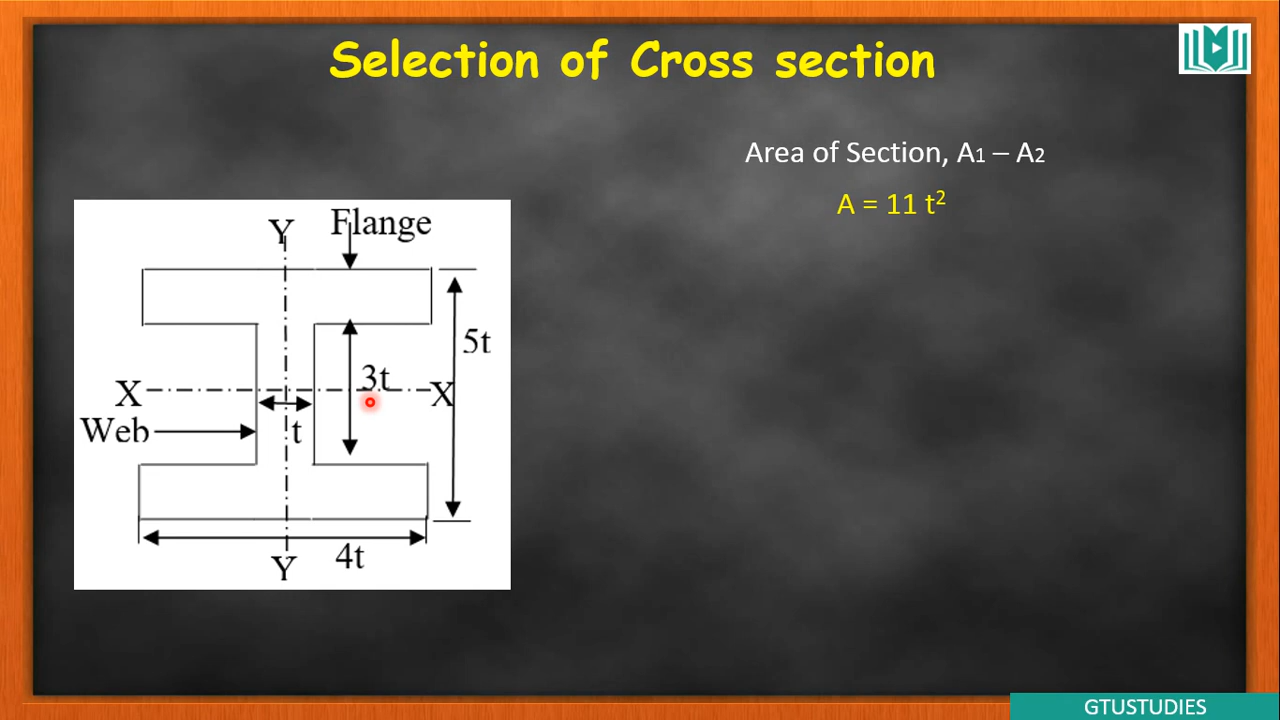 Selection of Cross section
Area of Section, A₁ – A₂
A = 11 t²
Y
Flange
5t
3t
X
X
Web
t
4t
Y
GTUSTUDIES